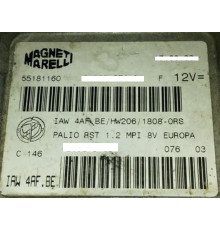 MAGNETI
MARELLI
55181160 F 12V=
IAW 4AF.BE/HW206/1808-0RS
PALIO RST 1.2 MPI 8V EUROPA
C 146 076 03
IAW 4AF.BE